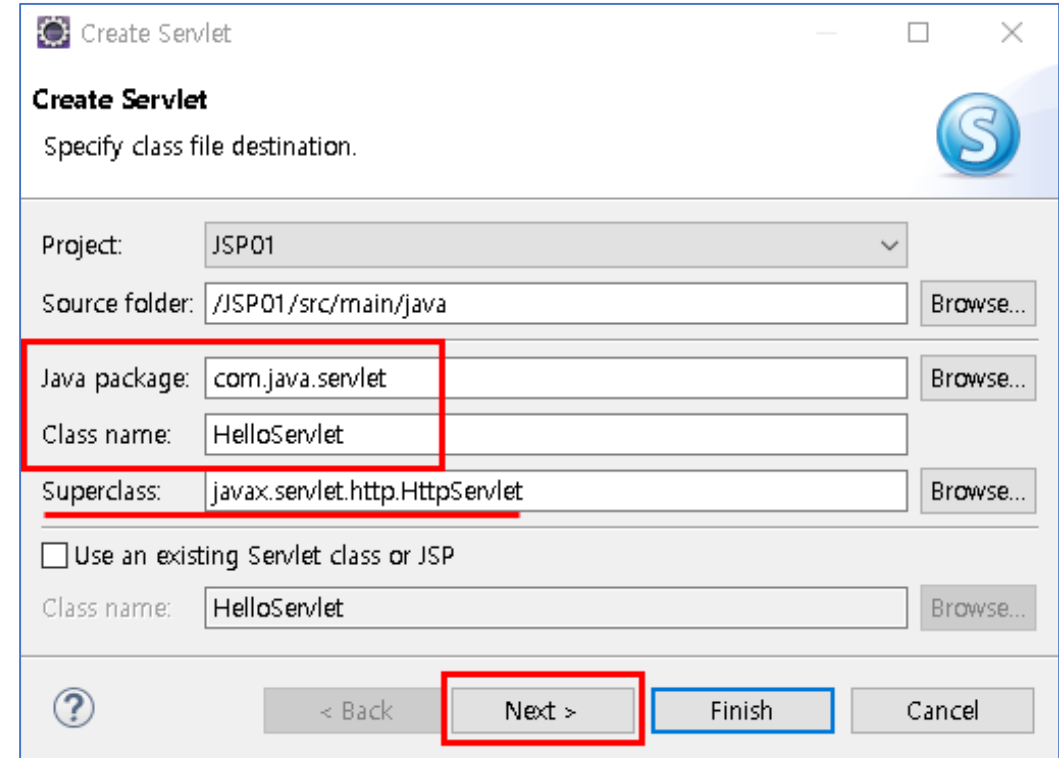 Create Servlet
Create Servlet
Specify class file destination.
S
Project: JSP01
Source folder: /JSP01/src/main/java Browse...
Java package: com.java.servlet Browse...
Class name: HelloServlet
Superclass: javax.servlet.http.HttpServlet Browse...
Use an existing Servlet class or JSP
Class name: HelloServlet Browse...
? < Back Next > Finish Cancel